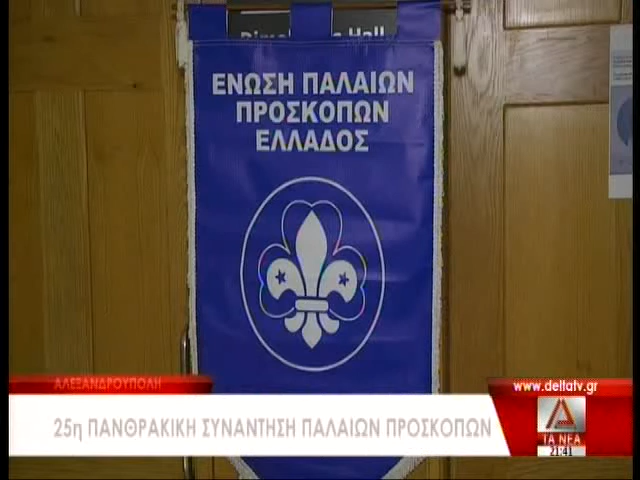 ΕΝΩΣΗ ΠΑΛΑΙΩΝ
ΠΡΟΣΚΟΠΩΝ
ΕΛΛΑΔΟΣ
ΑΛΕΞΑΝΔΡΟΥΠΟΛΗ
25η ΠΑΝΘΡΑΚΙΚΗ ΣΥΝΑΝΤΗΣΗ ΠΑΛΑΙΩΝ ΠΡΟΣΚΟΠΩΝ
www.deltatv.gr
ΤΑ ΝΕΑ
21:41